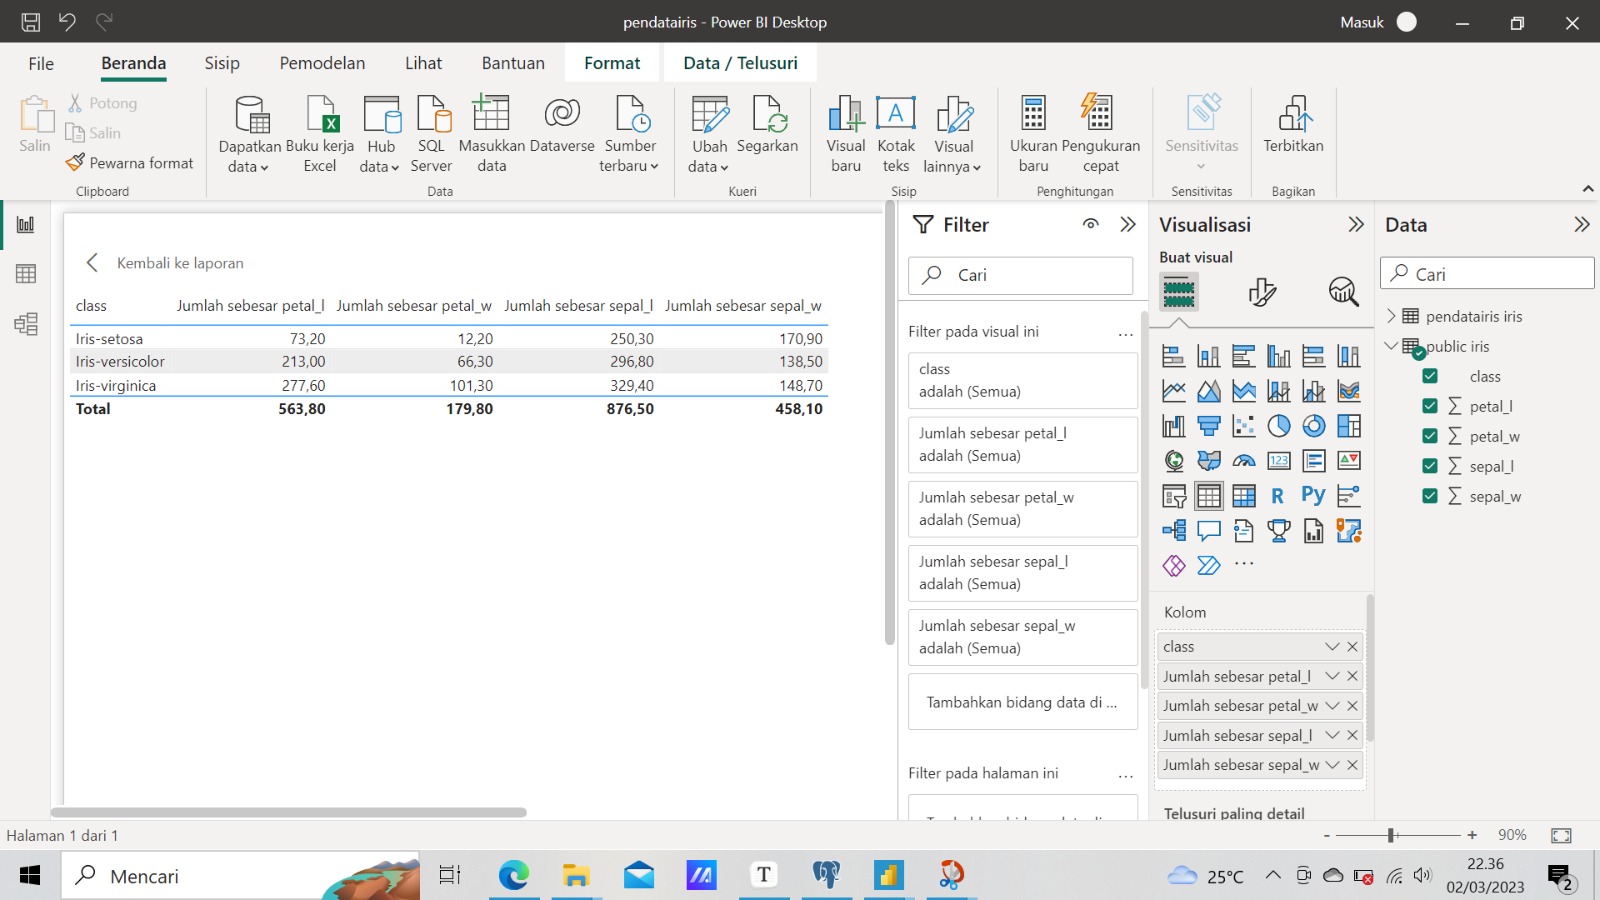 pendatairis - Power BI Desktop
Masuk
File
Beranda
Sisip
Pemodelan
Lihat
Bantuan
Format
Data / Telusuri
Salin
Potong
Salin
Pewarna format
Clipboard
Dapatkan data
Buku kerja Excel
Hub data
SQL Server
Masukkan data
Dataverse
Sumber terbaru
Data
Ubah data
Segarkan
Kueri
Visual baru
Kotak teks
Visual lainnya
Sisip
Ukuran baru
Pengukuran cepat
Penghitungan
Sensitivitas
Sensitivitas
Terbitkan
Bagikan
Kembali ke laporan
class Jumlah sebesar petal_l Jumlah sebesar petal_w Jumlah sebesar sepal_l Jumlah sebesar sepal_w
Iris-setosa 73,20 12,20 250,30 170,90
Iris-versicolor 213,00 66,30 296,80 138,50
Iris-virginica 277,60 101,30 329,40 148,70
Total 563,80 179,80 876,50 458,10
Filter
Cari
Filter pada visual ini
class
adalah (Semua)
Jumlah sebesar petal_l
adalah (Semua)
Jumlah sebesar petal_w
adalah (Semua)
Jumlah sebesar sepal_l
adalah (Semua)
Jumlah sebesar sepal_w
adalah (Semua)
Tambahkan bidang data di ...
Filter pada halaman ini
Visualisasi
Buat visual
123
R
Py
Kolom
class
Jumlah sebesar petal_l
Jumlah sebesar petal_w
Jumlah sebesar sepal_l
Jumlah sebesar sepal_w
Telusuri paling detail
Data
Cari
pendatairis iris
public iris
class
petal_l
petal_w
sepal_l
sepal_w
Halaman 1 dari 1
- + 90%
Mencari
T
25°C
22.36
02/03/2023
2